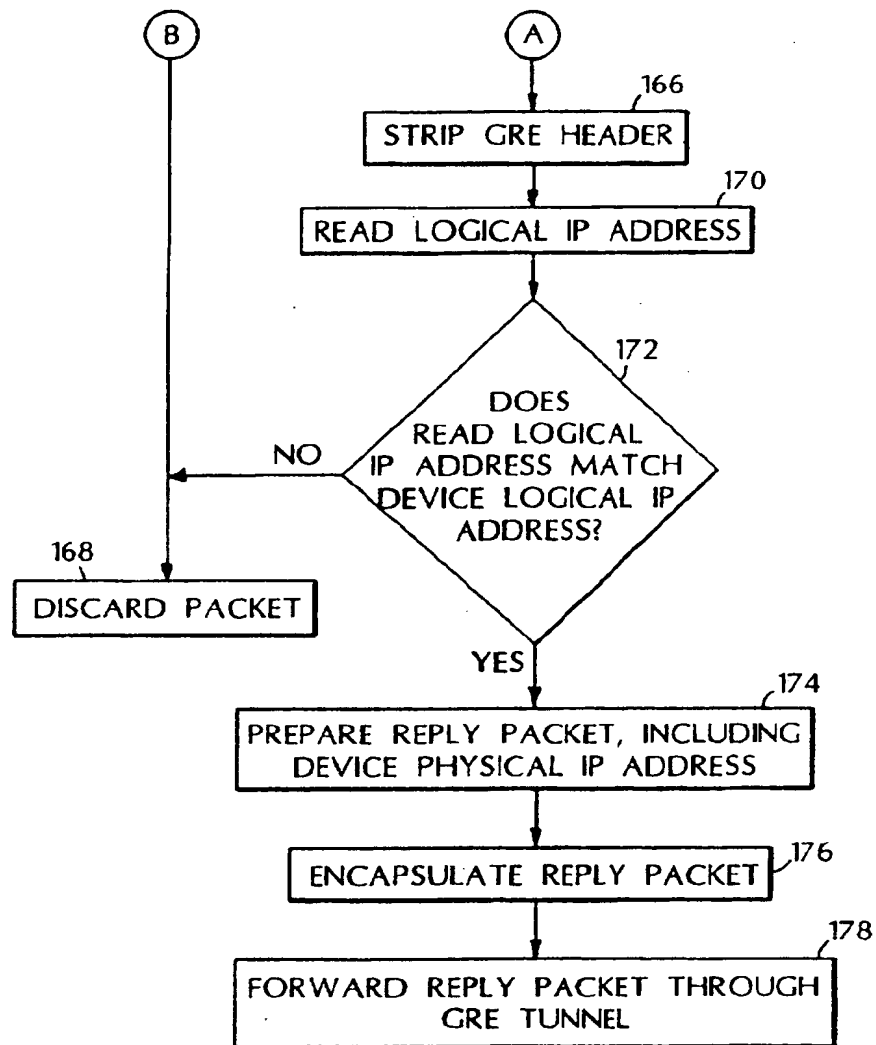 B
A
166
STRIP GRE HEADER
170
READ LOGICAL IP ADDRESS
172
DOES
READ LOGICAL
IP ADDRESS MATCH
DEVICE LOGICAL IP
ADDRESS?
NO
168
DISCARD PACKET
YES
174
PREPARE REPLY PACKET, INCLUDING
DEVICE PHYSICAL IP ADDRESS
176
ENCAPSULATE REPLY PACKET
178
FORWARD REPLY PACKET THROUGH
GRE TUNNEL